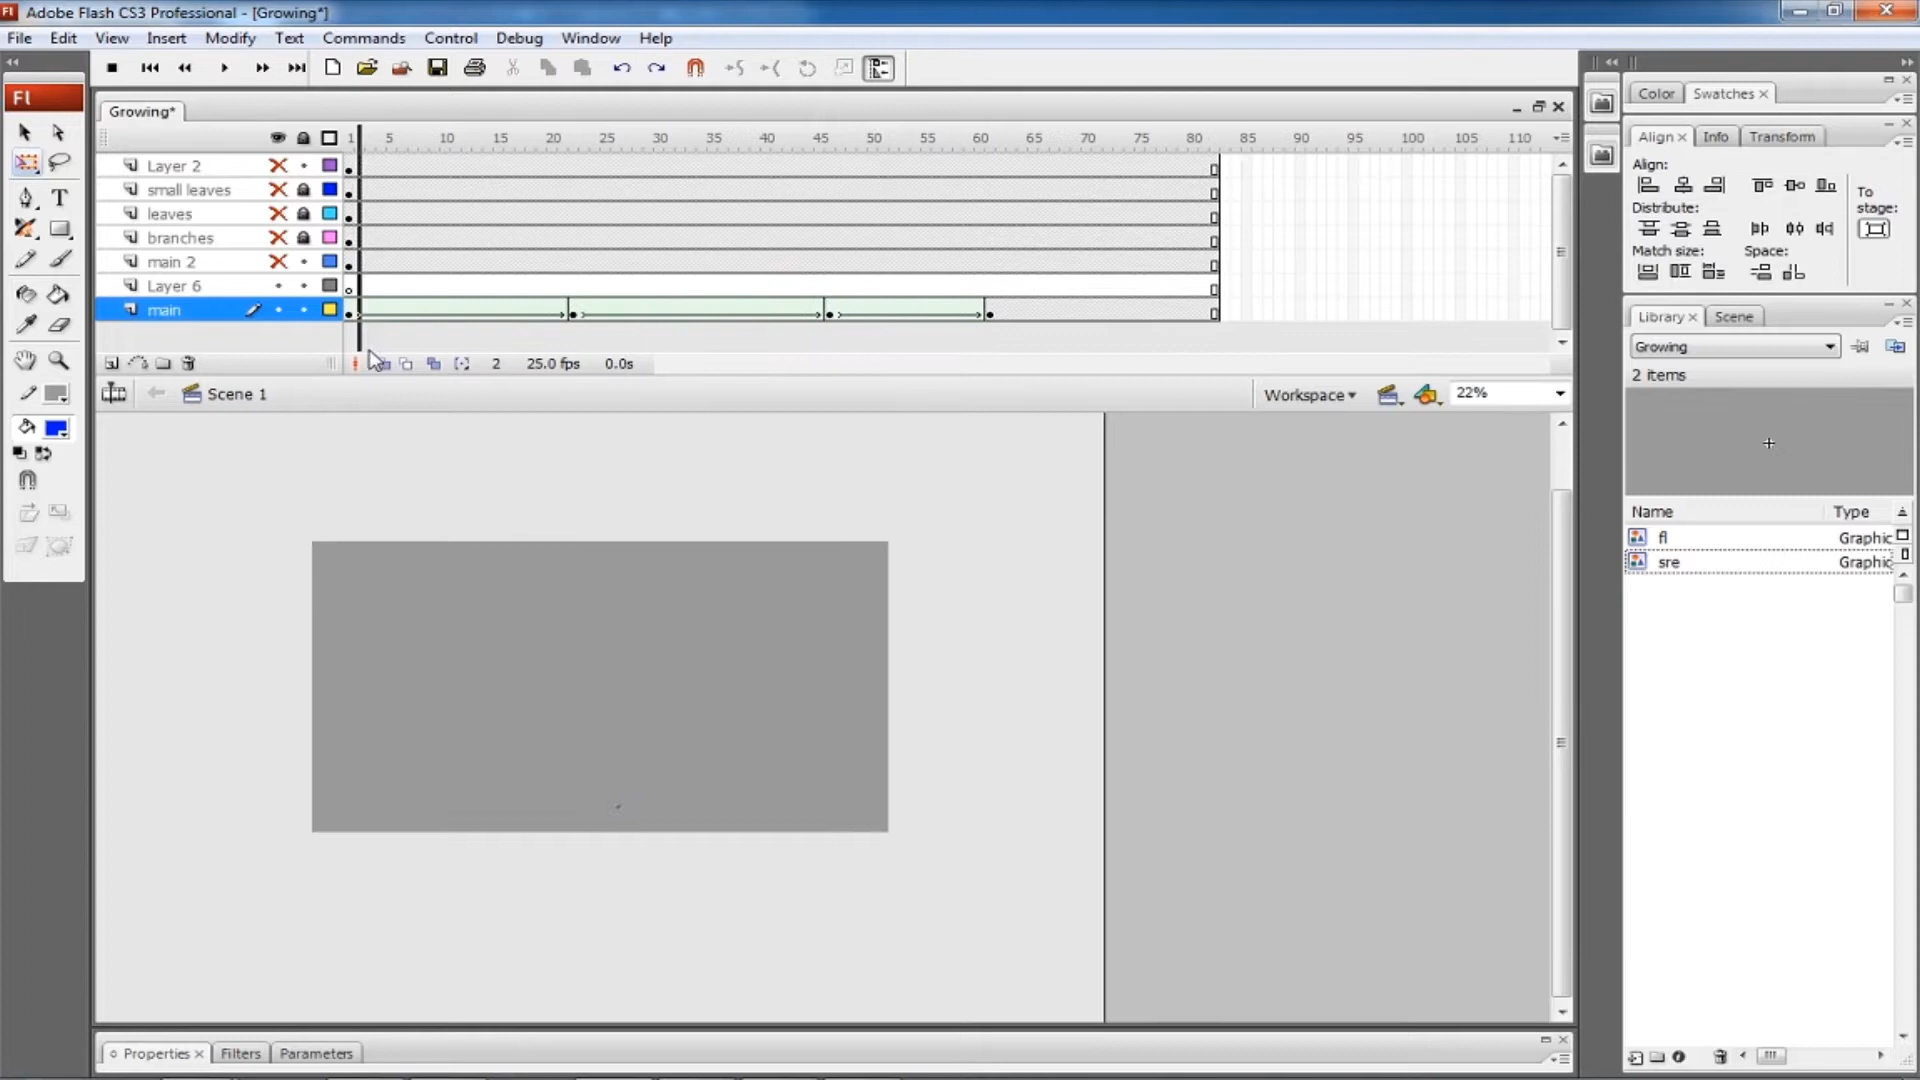 Fl Adobe Flash CS3 Professional - [Growing*]
File Edit View Insert Modify Text Commands Control Debug Window Help
Fl
Growing*
1 5 10 15 20 25 30 35 40 45 50 55 60 65 70 75 80 85 90 95 100 105 110
Layer 2
small leaves
leaves
branches
main 2
Layer 6
main
2 25.0 fps 0.0s
Scene 1
Workspace 22%
Properties Filters Parameters
Color Swatches
Align Info Transform
Align:
To
Distribute:
stage:
Match size: Space:
Library Scene
Growing
2 items
Name Type
fl Graphic
sre Graphic